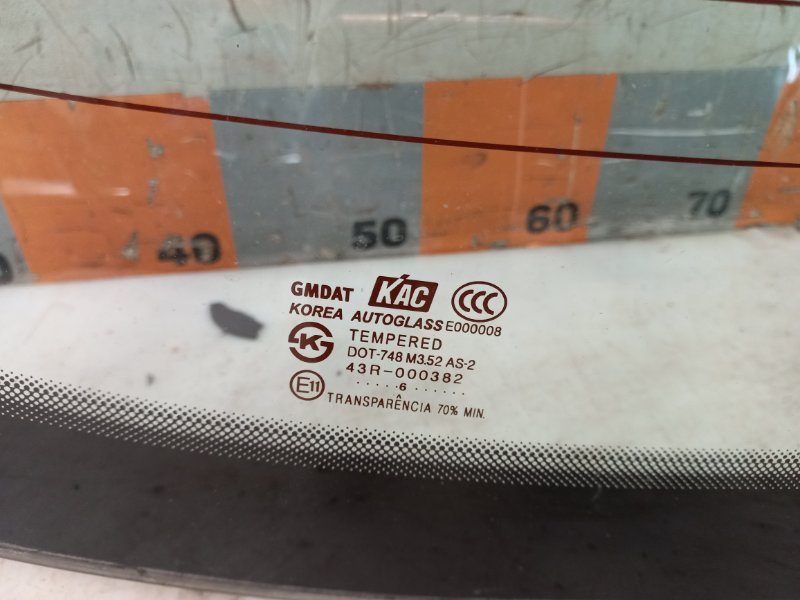 40 50 60 70
GMDAT KAC CCC
KOREA AUTOGLASS E000008
K TEMPERED
DOT-748 M3.52 AS-2
43R-000382
.....6......
E11 TRANSPARÊNCIA 70% MIN.